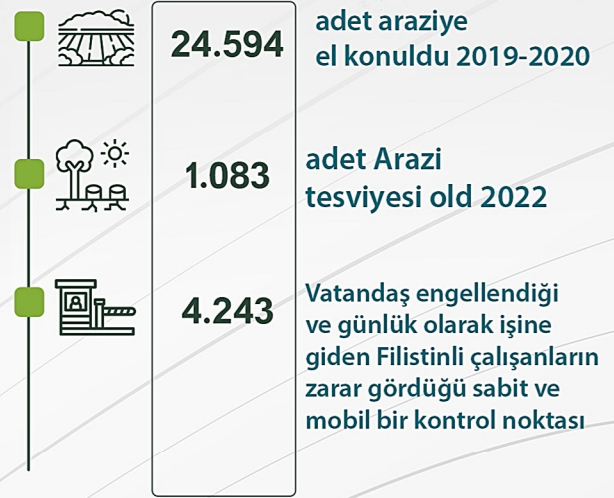 24.594
adet araziye
el konuldu 2019-2020
1.083
adet Arazi
tesviyesi old 2022
4.243
Vatandaş engellendiği
ve günlük olarak işine
giden Filistinli çalışanların
zarar gördüğü sabit ve
mobil bir kontrol noktası